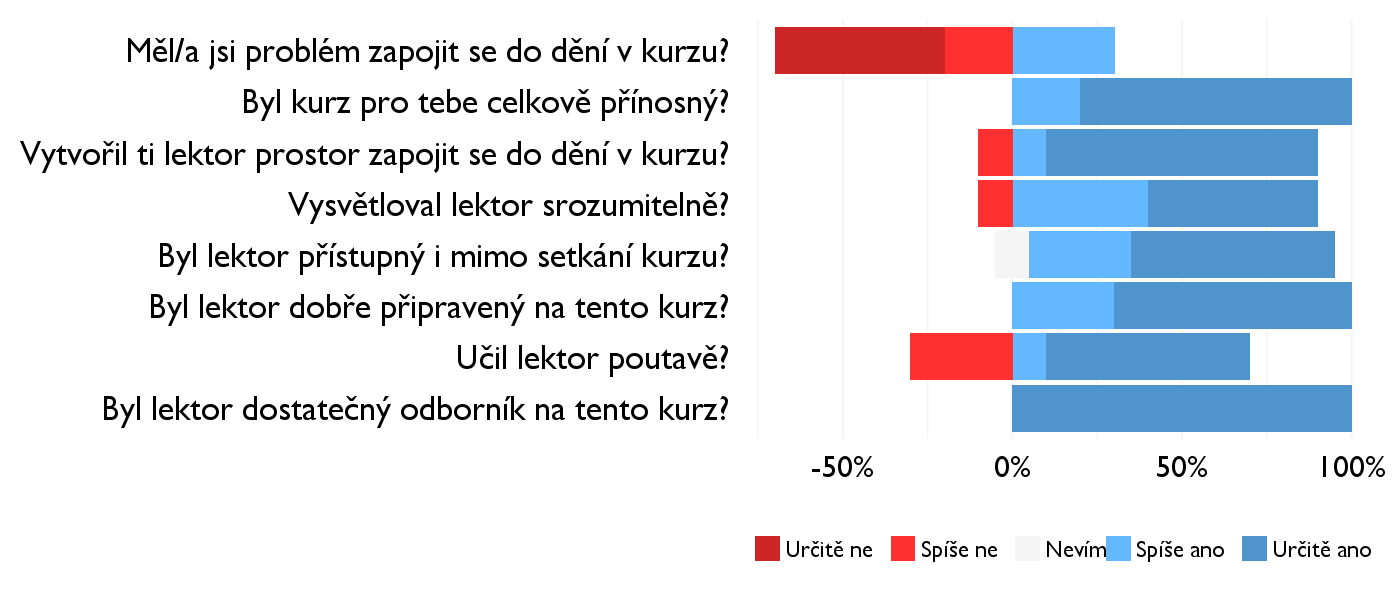 Měl/a jsi problém zapojit se do dění v kurzu?
Byl kurz pro tebe celkově přínosný?
Vytvořil ti lektor prostor zapojit se do dění v kurzu?
Vysvětloval lektor srozumitelně?
Byl lektor přístupný i mimo setkání kurzu?
Byl lektor dobře připravený na tento kurz?
Učil lektor poutavě?
Byl lektor dostatečný odborník na tento kurz?
-50% 0% 50% 100%
Určitě ne Spíše ne Nevím Spíše ano Určitě ano